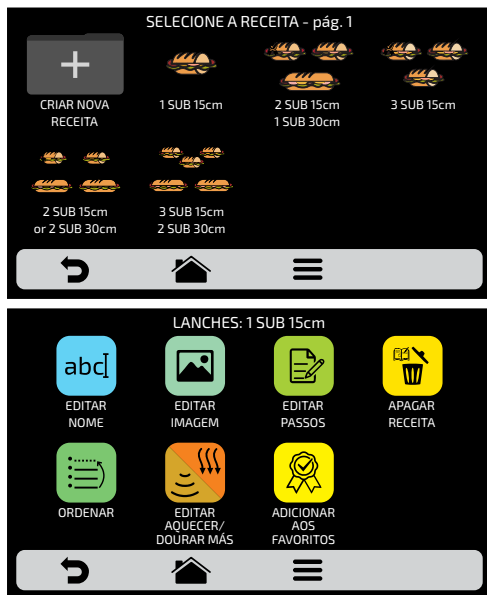 SELECIONE A RECEITA - pág. 1
CRIAR NOVA
RECEITA
1 SUB 15cm
2 SUB 15cm
1 SUB 30cm
3 SUB 15cm
2 SUB 15cm
or 2 SUB 30cm
3 SUB 15cm
2 SUB 30cm
LANCHES: 1 SUB 15cm
abc
EDITAR
NOME
EDITAR
IMAGEM
EDITAR
PASSOS
APAGAR
RECEITA
ORDENAR
EDITAR
AQUECER/
DOURAR MÁS
ADICIONAR
AOS
FAVORITOS